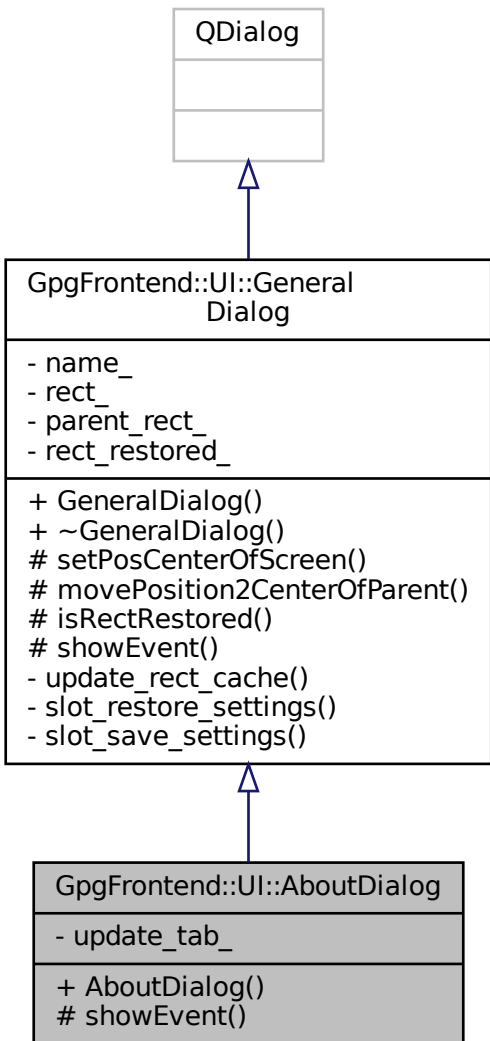 QDialog
GpgFrontend::UI::General
Dialog
- name_
- rect_
- parent_rect_
- rect_restored_
+ GeneralDialog()
+ ~GeneralDialog()
# setPosCenterOfScreen()
# movePosition2CenterOfParent()
# isRectRestored()
# showEvent()
- update_rect_cache()
- slot_restore_settings()
- slot_save_settings()
GpgFrontend::UI::AboutDialog
- update_tab_
+ AboutDialog()
# showEvent()